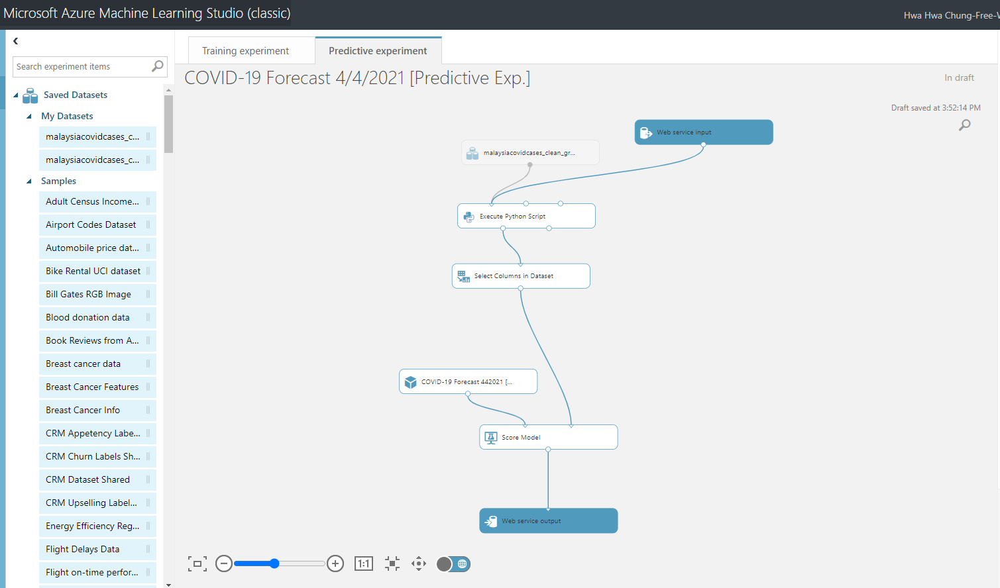 Microsoft Azure Machine Learning Studio (classic)
Hwa Hwa Chung-Free-W
Search experiment items
Saved Datasets
My Datasets
malaysiacovidcases_c...
malaysiacovidcases_c...
Samples
Adult Census Income...
Airport Codes Dataset
Automobile price dat...
Bike Rental UCI dataset
Bill Gates RGB Image
Blood donation data
Book Reviews from A...
Breast cancer data
Breast Cancer Features
Breast Cancer Info
CRM Appetency Labe...
CRM Churn Labels Sh...
CRM Dataset Shared
CRM Upselling Label...
Energy Efficiency Reg...
Flight Delays Data
Flight on-time perfor...
Training experiment
Predictive experiment
COVID-19 Forecast 4/4/2021 [Predictive Exp.]
In draft
Draft saved at 3:52:14 PM
Web service input
malaysiacovidcases_clean_gr...
Execute Python Script
Select Columns in Dataset
COVID-19 Forecast 442021 [...
Score Model
Web service output
1:1